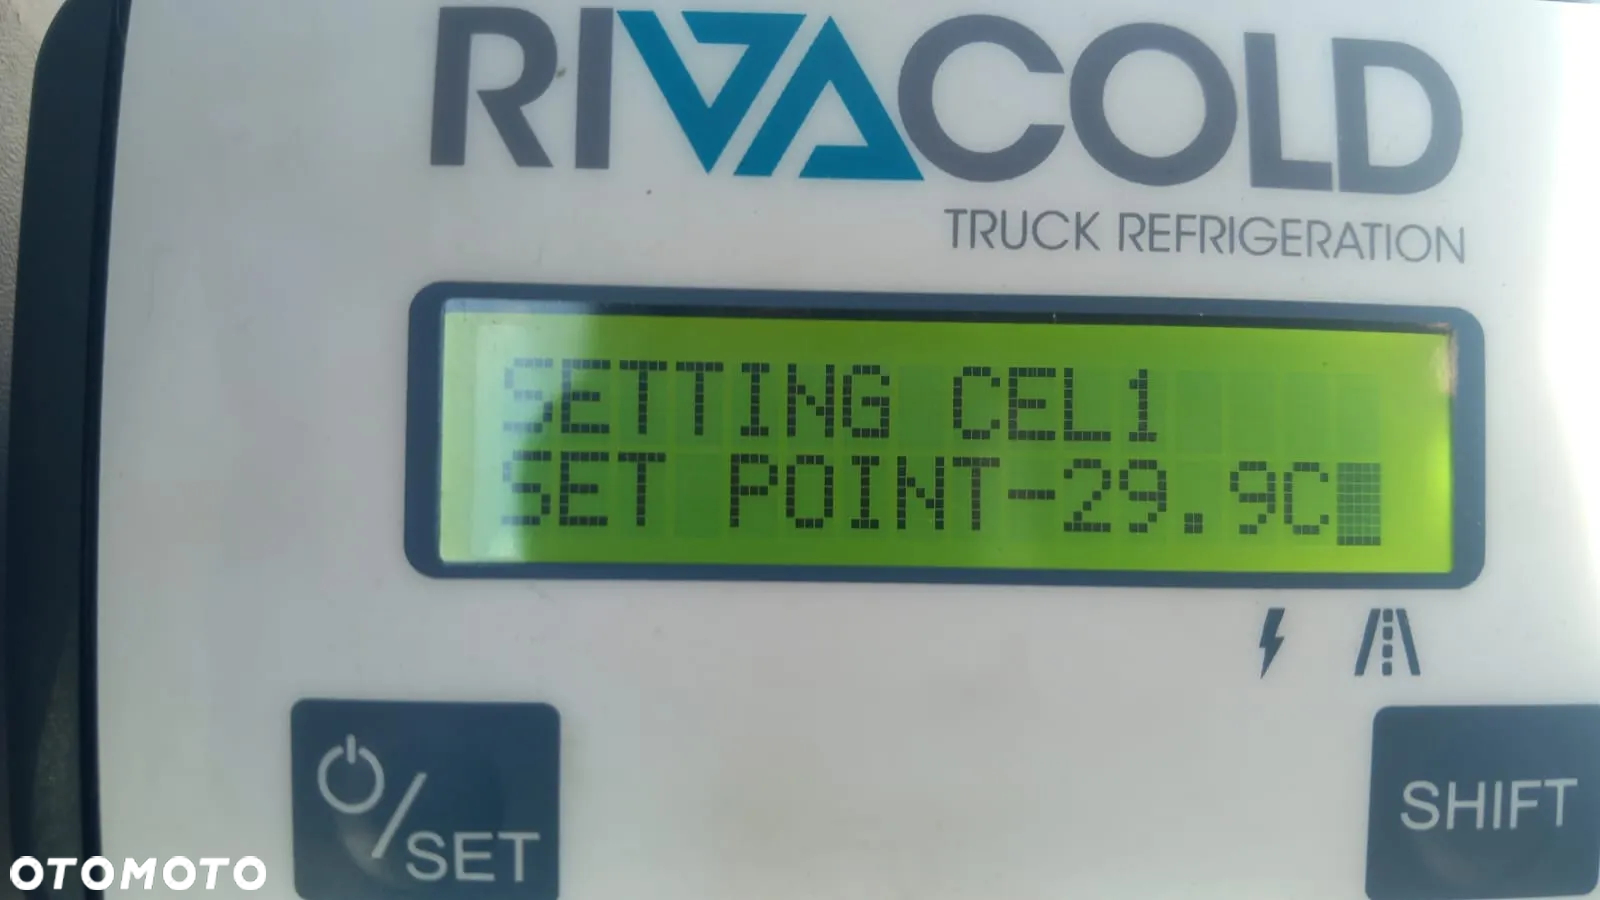 RIVACOLD
TRUCK REFRIGERATION
SETTING CEL1
SET POINT-29.9C
/SET
SHIFT
OTOMOTO